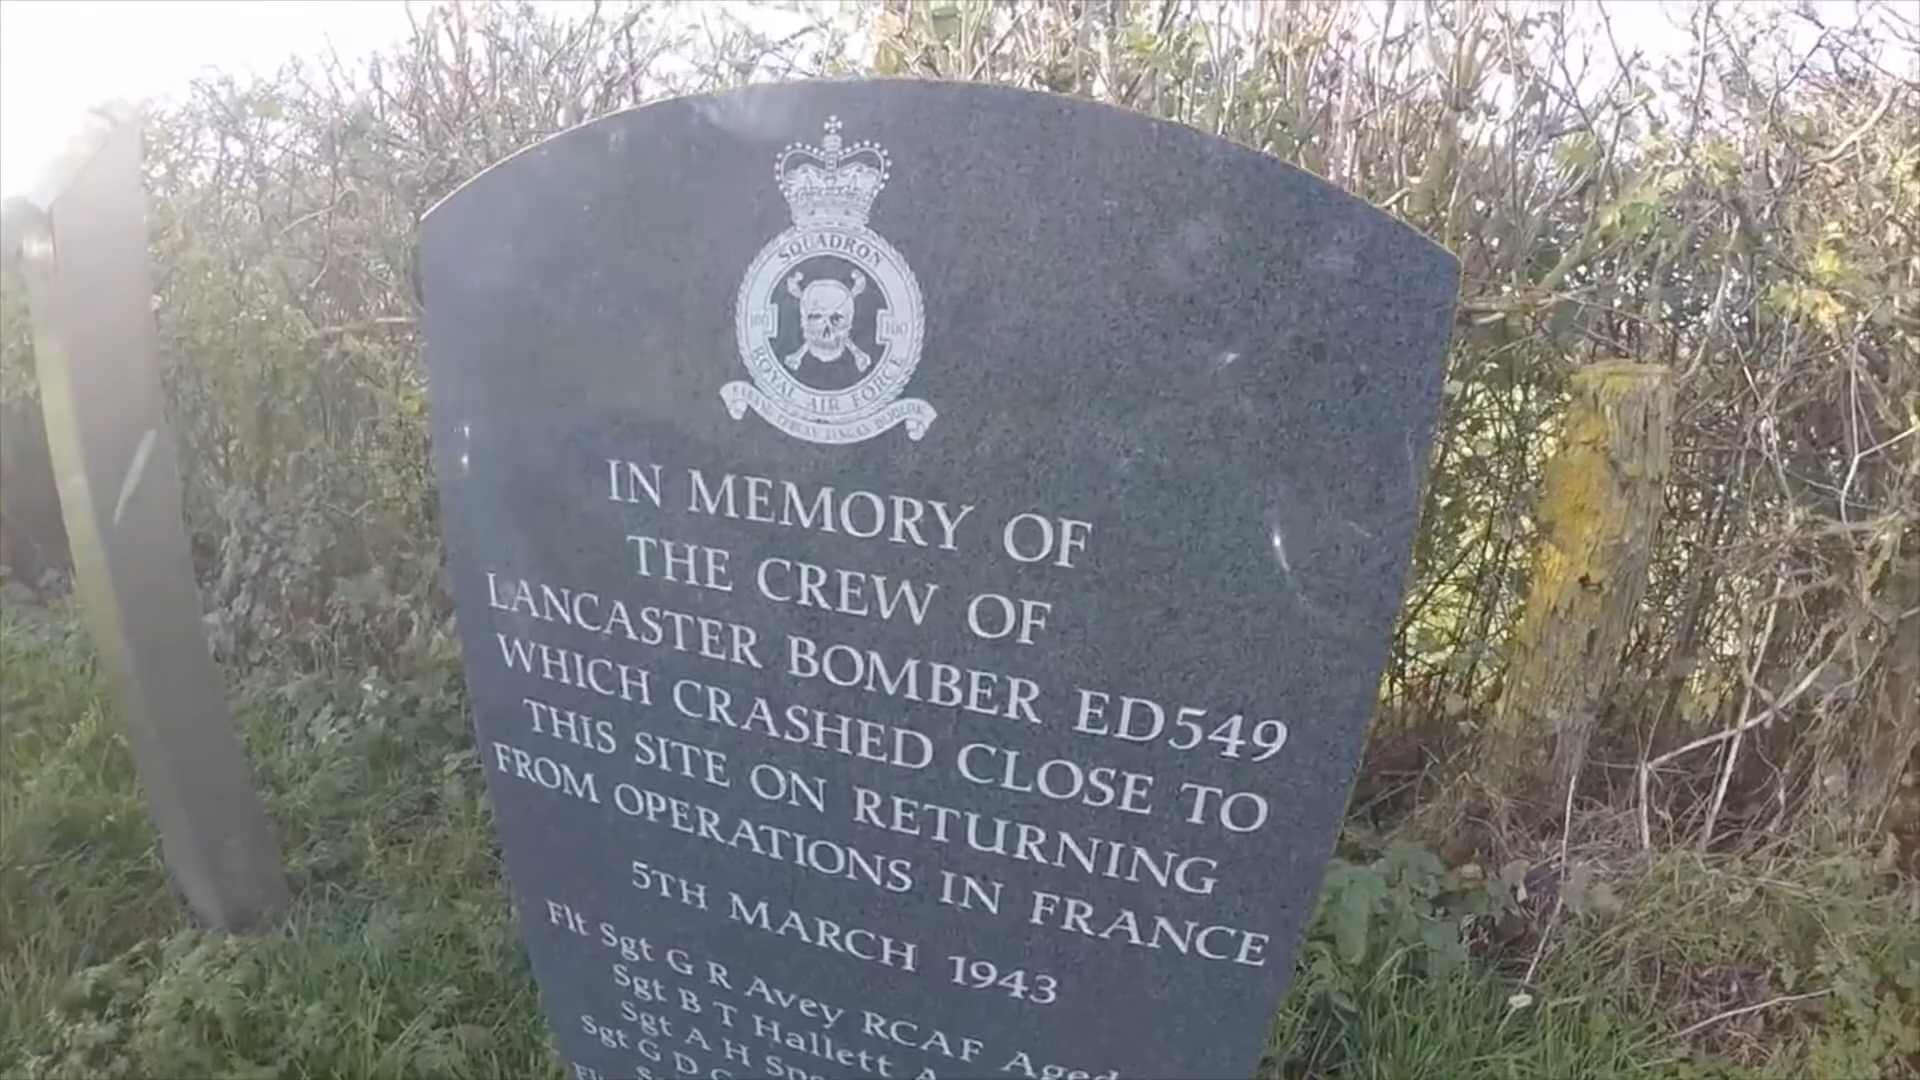 SQUADRON
100 100
ROYAL AIR FORCE
IN MEMORY OF
THE CREW OF
LANCASTER BOMBER ED549
WHICH CRASHED CLOSE TO
THIS SITE ON RETURNING
FROM OPERATIONS IN FRANCE
5TH MARCH 1943
Flt Sgt G R Avey RCAF Aged
Sgt B T Hallett
Sgt A H
Sgt G D